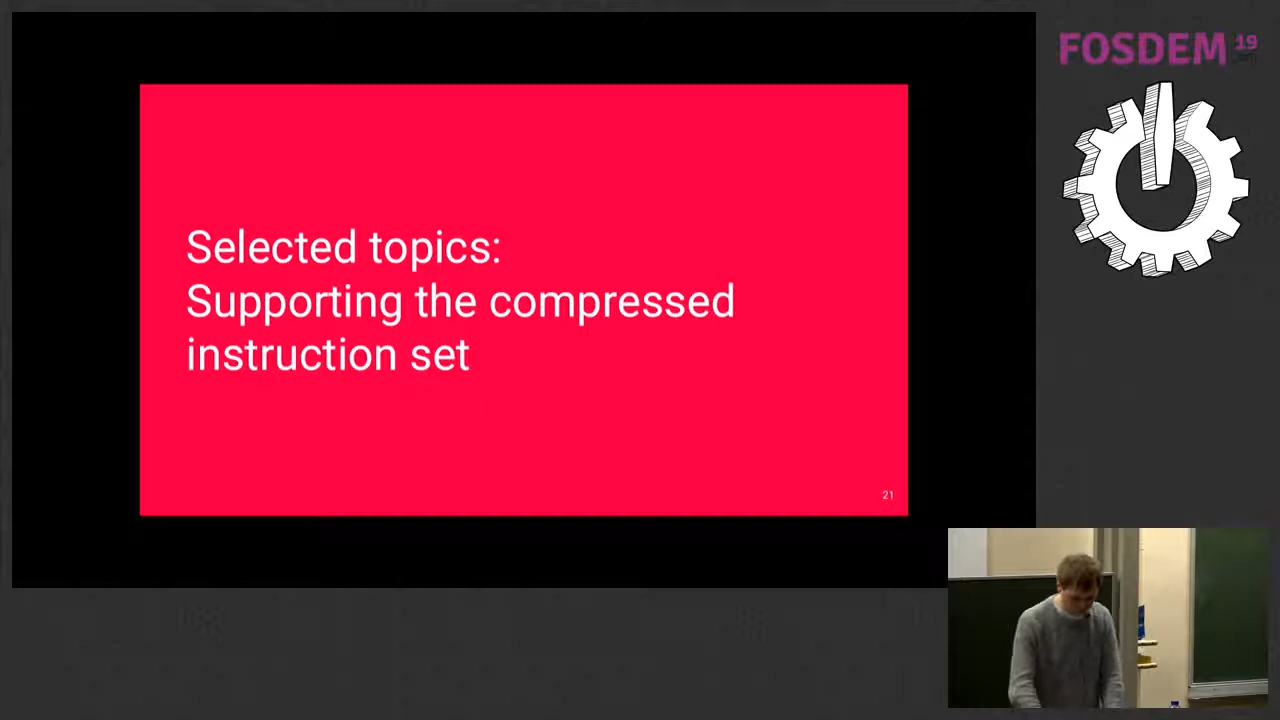 FOSDEM 19
Selected topics:
Supporting the compressed
instruction set
21